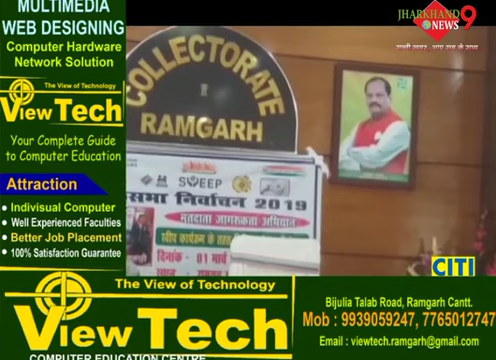 MULTIMEDIA
WEB DESIGNING
Computer Hardware
Network Solution
The View of Technology
View Tech
Your Complete Guide
to Computer Education
Attraction
Indivisual Computer
Well Experienced Faculties
Better Job Placement
100% Satisfaction Guarantee
JHARKHAND 9
NEWS
COLLECTORATE
RAMGARH
SWEEP
सभा निर्वाचन 2019
मतदाता जागरूकता अभियान
दिनांक - 01 मार्च
CITI
The View of Technology
View Tech
COMPUTER EDUCATION CENTRE
Bijulia Talab Road, Ramgarh Cantt.
Mob : 9939059247, 7765012747
Email : viewtech.ramgarh@gmail.com